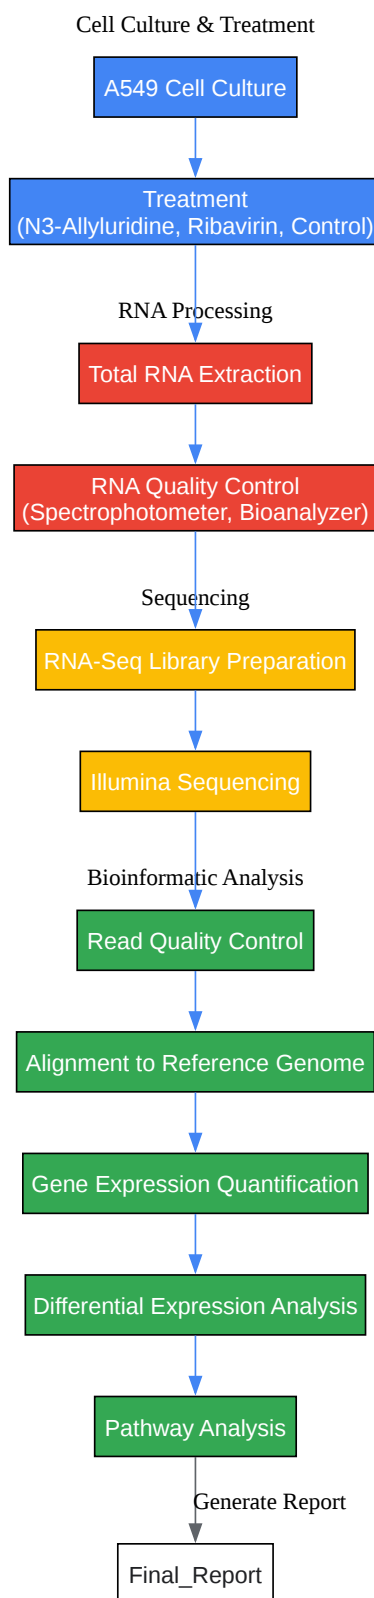 Cell Culture & Treatment
A549 Cell Culture
Treatment
(N3-Allyluridine, Ribavirin, Control)
RNA Processing
Total RNA Extraction
RNA Quality Control
(Spectrophotometer, Bioanalyzer)
Sequencing
RNA-Seq Library Preparation
Illumina Sequencing
Bioinformatic Analysis
Read Quality Control
Alignment to Reference Genome
Gene Expression Quantification
Differential Expression Analysis
Pathway Analysis
Generate Report
Final_Report